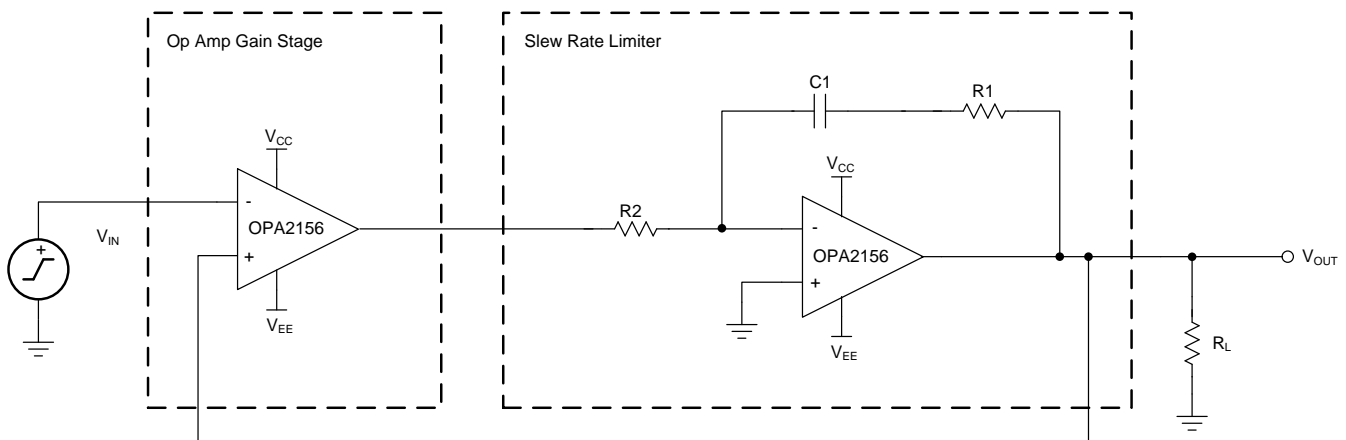 Op Amp Gain Stage
Slew Rate Limiter
C1
R1
VCC
VCC
R2
-
OPA2156
+
VIN
+
VEE
-
OPA2156
+
VEE
VOUT
RL